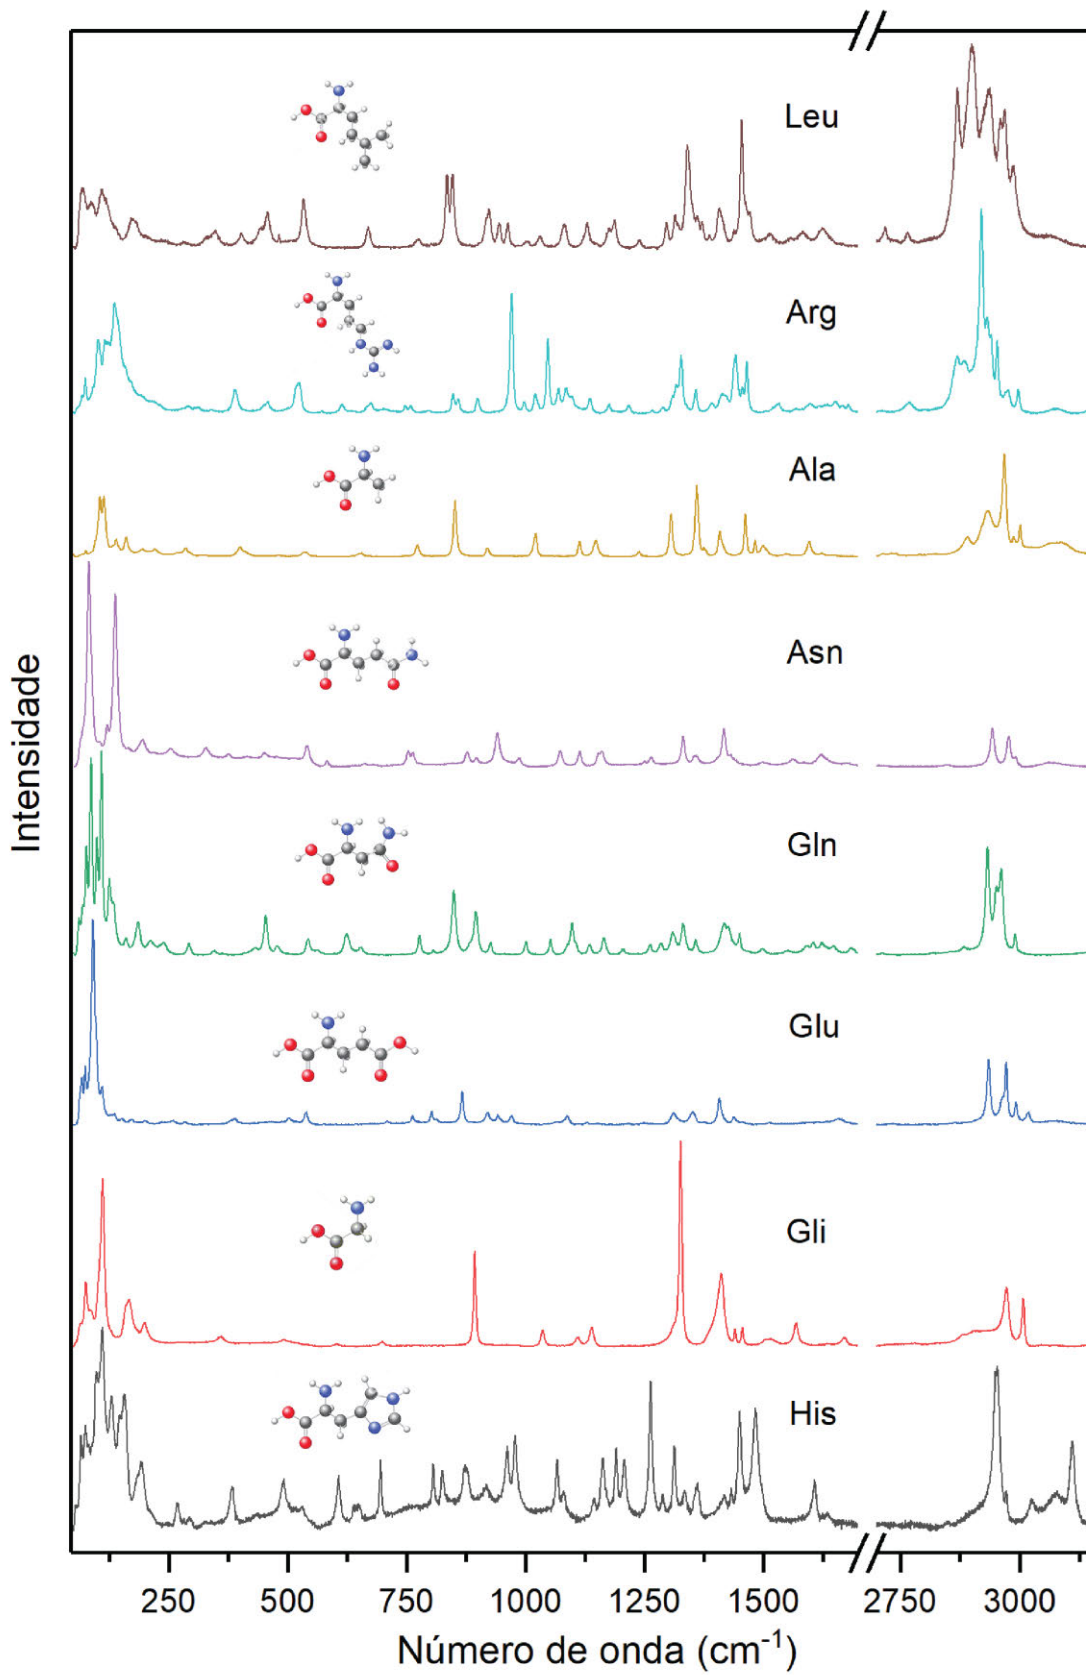 Leu
Arg
Ala
Asn
Gln
Glu
Gli
His
Intensidade
250 500 750 1000 1250 1500 2750 3000
Número de onda (cm⁻¹)